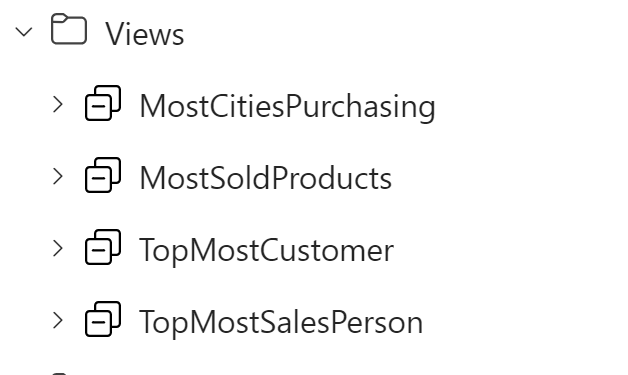 Views
MostCitiesPurchasing
MostSoldProducts
TopMostCustomer
TopMostSalesPerson